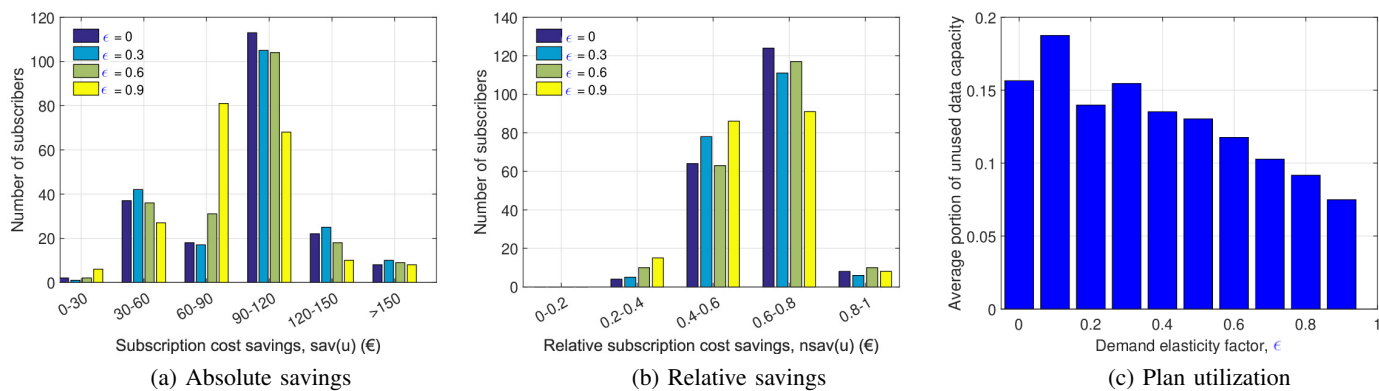 Number of subscribers
120
100
80
60
40
20
0
ϵ = 0
ϵ = 0.3
ϵ = 0.6
ϵ = 0.9
0-30
30-60
60-90
90-120
120-150
>150
Subscription cost savings, sav(u) (€)
(a) Absolute savings
Number of subscribers
140
120
100
80
60
40
20
0
ϵ = 0
ϵ = 0.3
ϵ = 0.6
ϵ = 0.9
0-0.2
0.2-0.4
0.4-0.6
0.6-0.8
0.8-1
Relative subscription cost savings, nsav(u) (€)
(b) Relative savings
Average portion of unused data capacity
0.2
0.15
0.1
0.05
0
0 0.2 0.4 0.6 0.8 1
Demand elasticity factor, ϵ
(c) Plan utilization